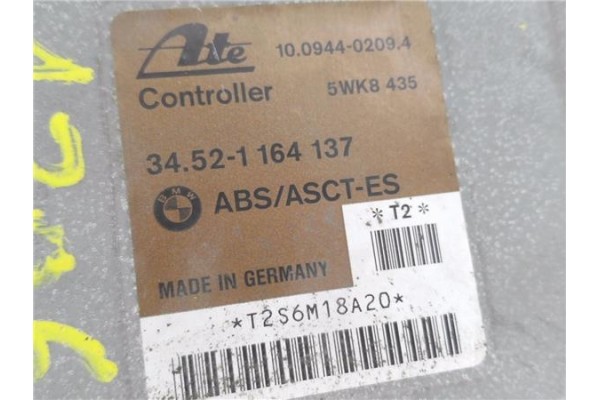 Ate 10.0944-0209.4
Controller 5WK8 435
34.52-1 164 137
BMW ABS/ASCT-ES
*T2*
MADE IN GERMANY
*T2S6M18A20*